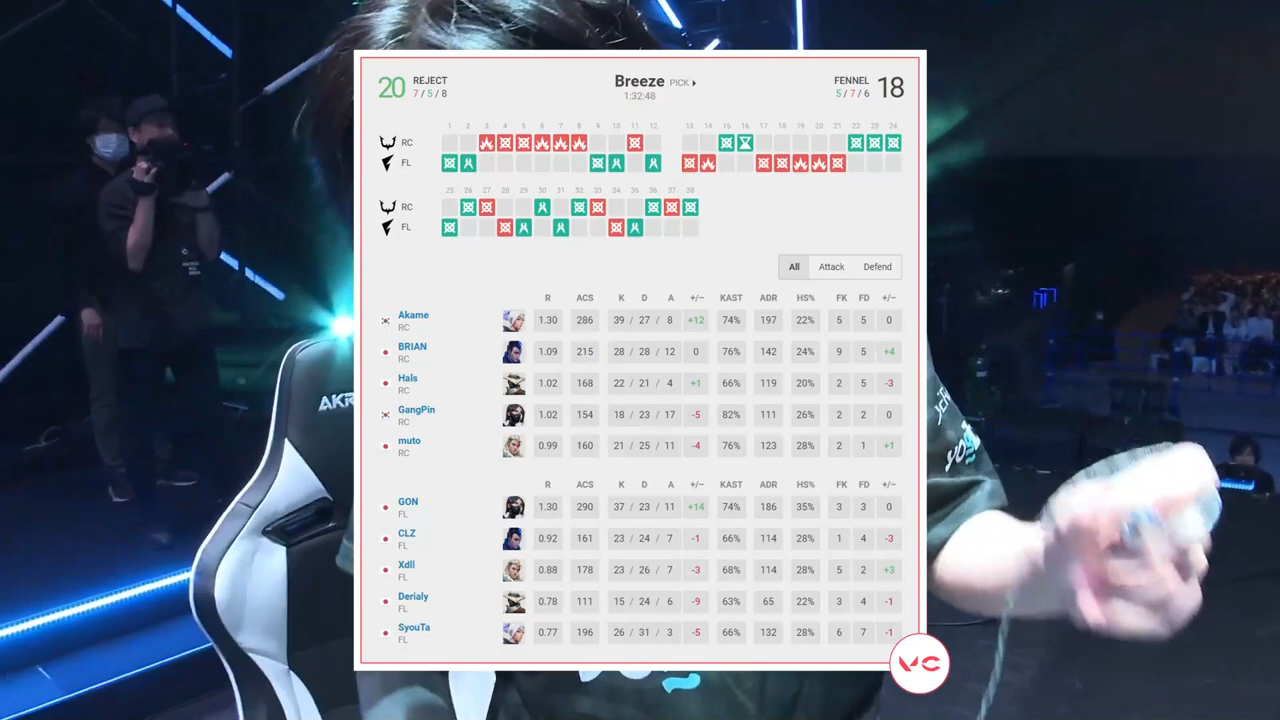 20 REJECT 7 / 5 / 8 Breeze PICK 1:32:48 FENNEL 5 / 7 / 6 18
1 2 3 4 5 6 7 8 9 10 11 12 13 14 15 16 17 18 19 20 21 22 23 24
RC
FL
25 26 27 28 29 30 31 32 33 34 35 36 37 38
RC
FL
All Attack Defend
R ACS K D A +/– KAST ADR HS% FK FD +/–
Akame RC 1.30 286 39 / 27 / 8 +12 74% 197 22% 5 5 0
BRIAN RC 1.09 215 28 / 28 / 12 0 76% 142 24% 9 5 +4
Hals RC 1.02 168 22 / 21 / 4 +1 66% 119 20% 2 5 -3
GangPin RC 1.02 154 18 / 23 / 17 -5 82% 111 26% 2 2 0
muto RC 0.99 160 21 / 25 / 11 -4 76% 123 28% 2 1 +1
R ACS K D A +/– KAST ADR HS% FK FD +/–
GON FL 1.30 290 37 / 23 / 11 +14 74% 186 35% 3 3 0
CLZ FL 0.92 161 23 / 24 / 7 -1 66% 114 28% 1 4 -3
Xdll FL 0.88 178 23 / 26 / 7 -3 68% 114 28% 5 2 +3
Derialy FL 0.78 111 15 / 24 / 6 -9 63% 65 22% 3 4 -1
SyouTa FL 0.77 196 26 / 31 / 3 -5 66% 132 28% 6 7 -1
VC